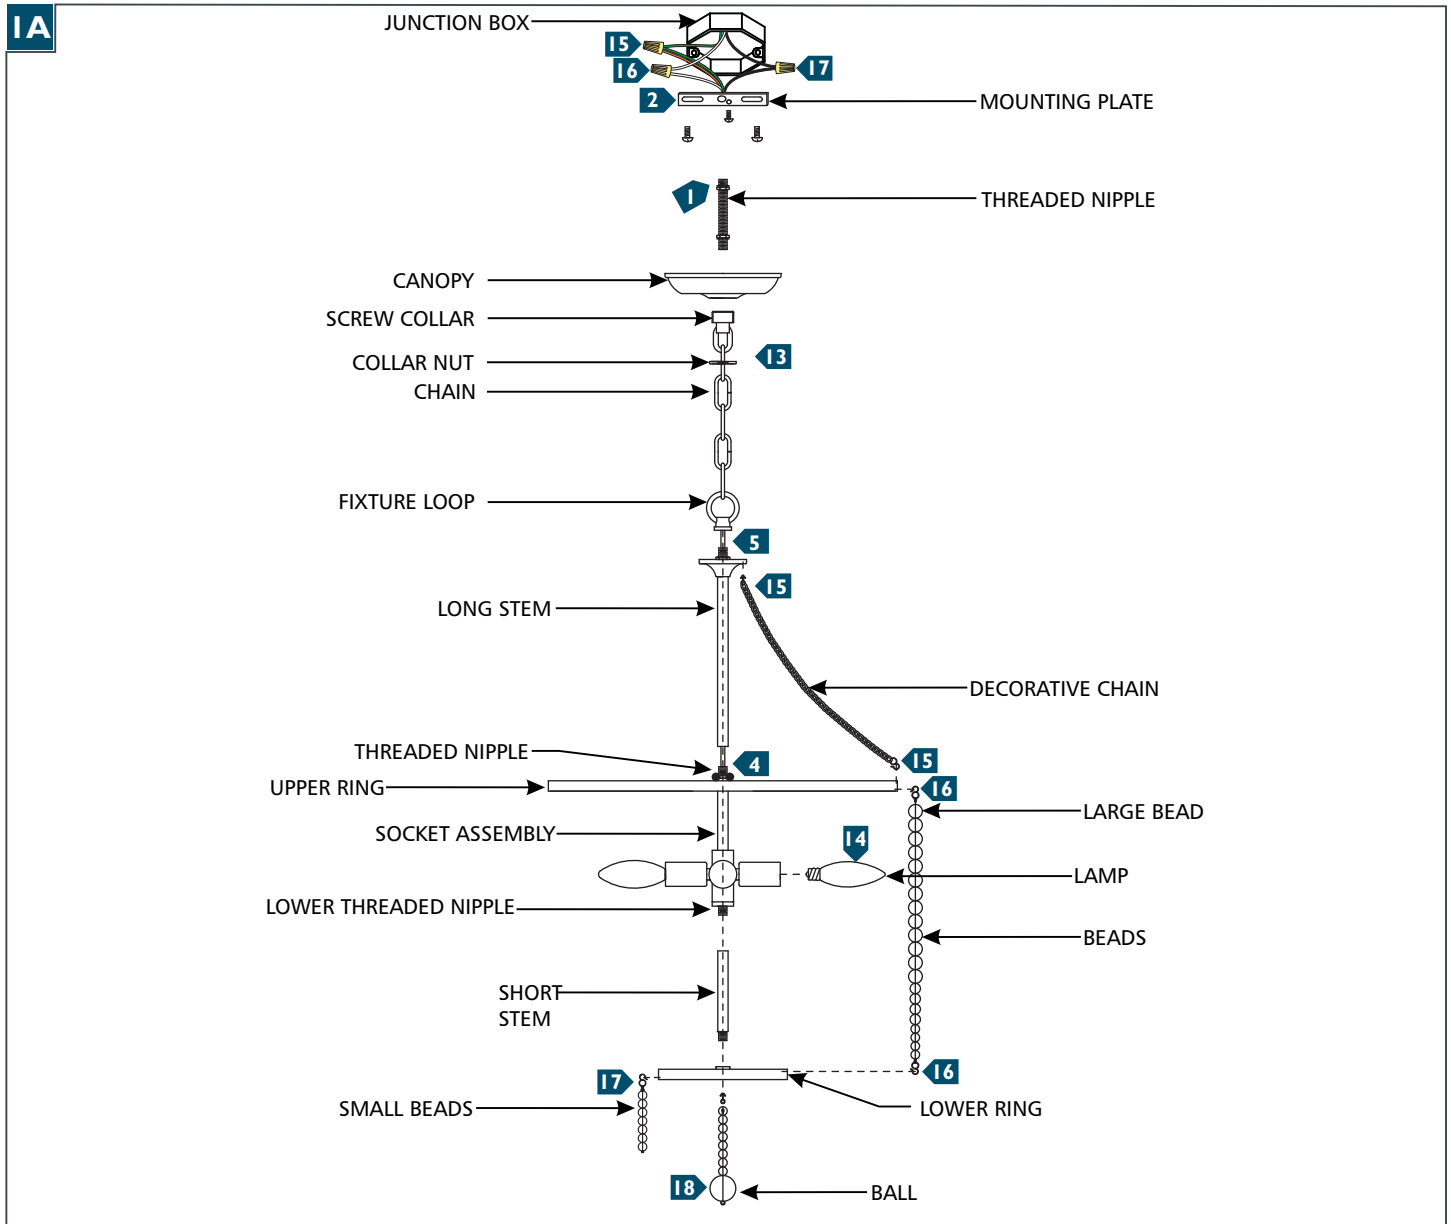 1A
JUNCTION BOX
15
16
17
2
MOUNTING PLATE
1
THREADED NIPPLE
CANOPY
SCREW COLLAR
13
COLLAR NUT
CHAIN
FIXTURE LOOP
5
15
LONG STEM
DECORATIVE CHAIN
THREADED NIPPLE
4
15
UPPER RING
16
LARGE BEAD
SOCKET ASSEMBLY
14
LAMP
LOWER THREADED NIPPLE
BEADS
SHORT
STEM
16
17
SMALL BEADS
LOWER RING
18
BALL